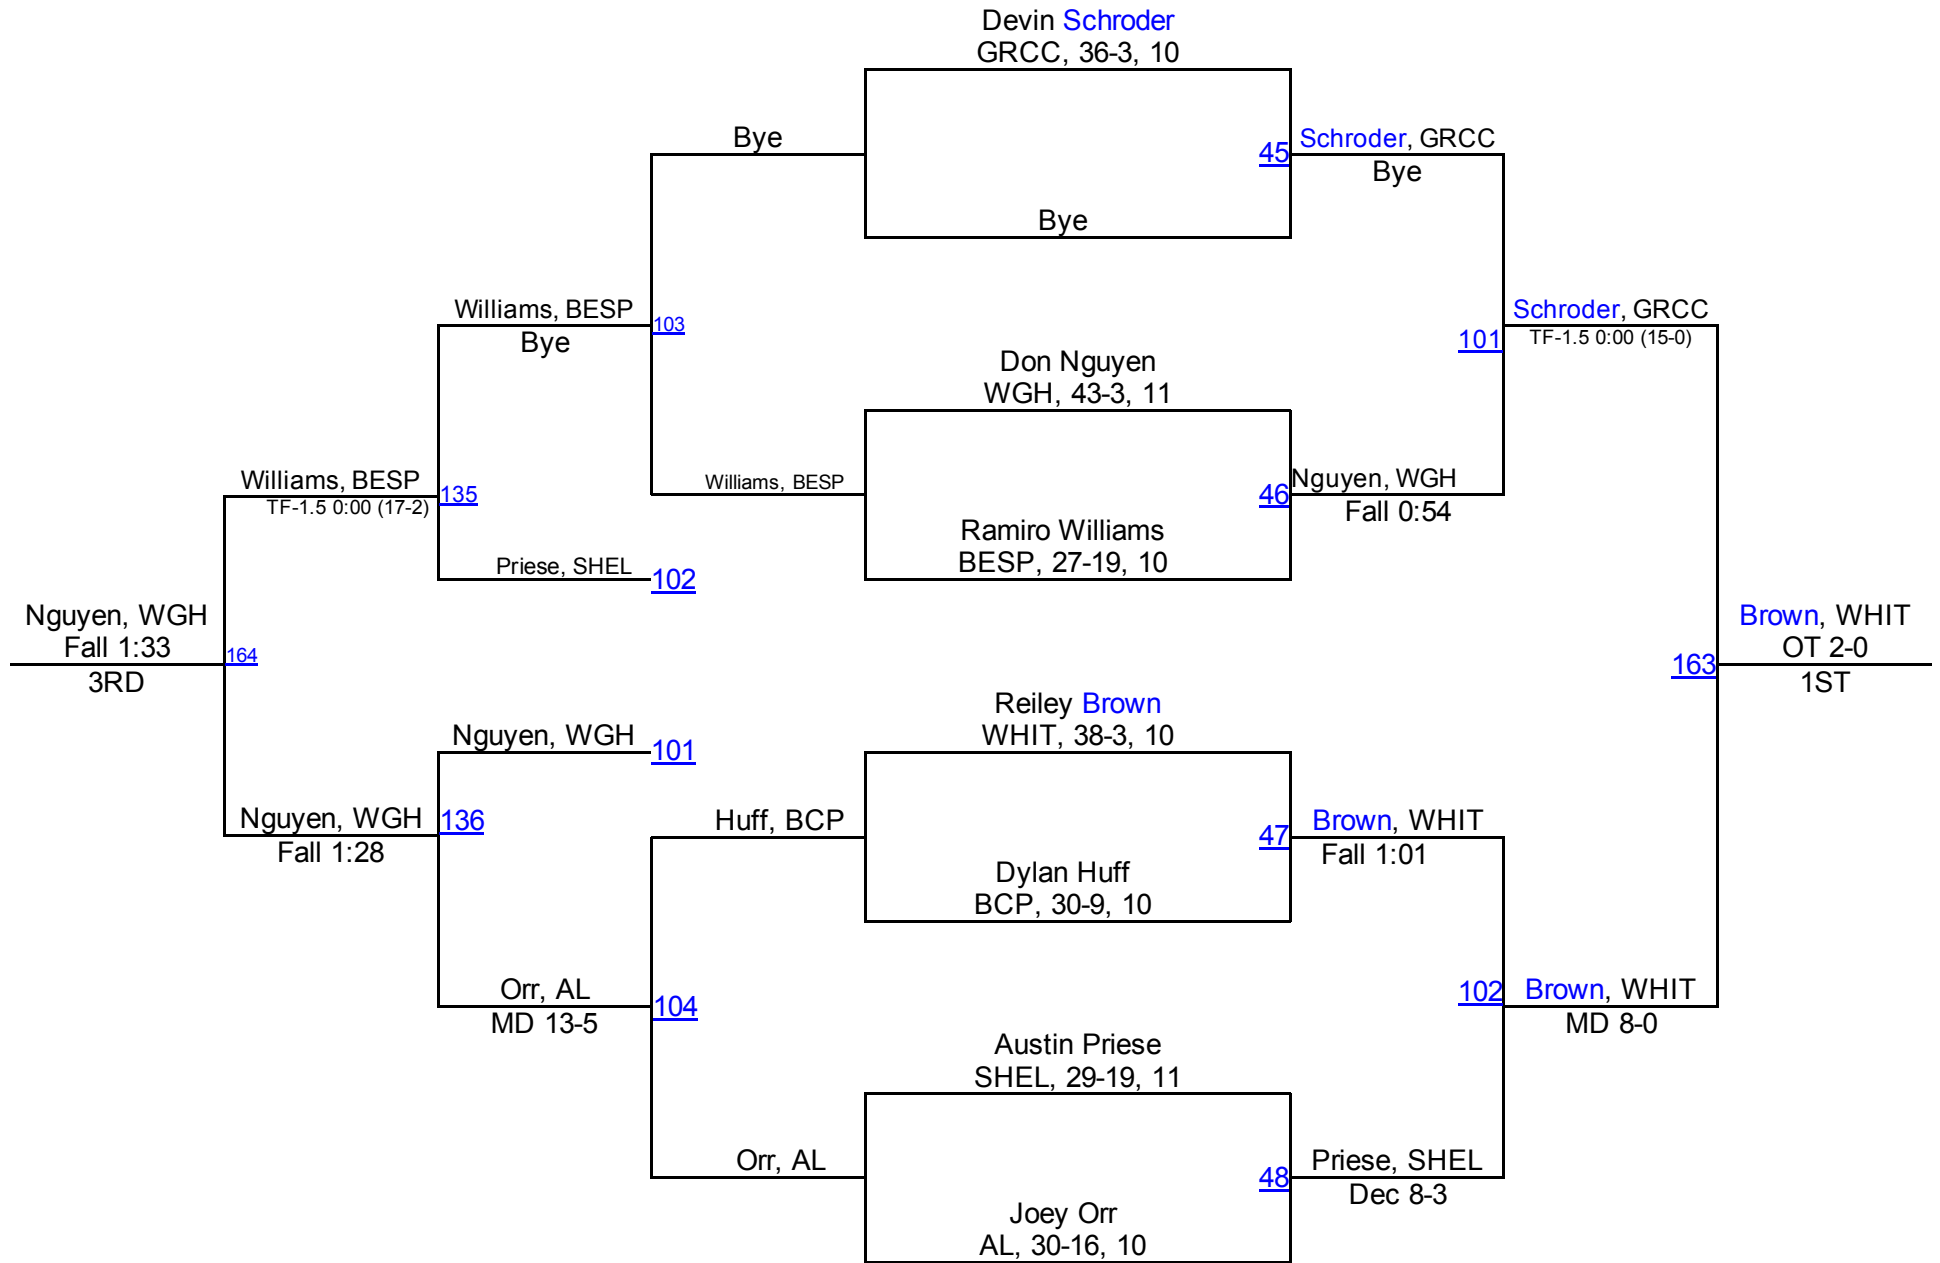 Devin Schroder
GRCC, 36-3, 10
Bye
45
Schroder, GRCC
Bye
Bye
Williams, BESP
Bye
103
Schroder, GRCC
TF-1.5 0:00 (15-0)
101
Don Nguyen
WGH, 43-3, 11
Williams, BESP
TF-1.5 0:00 (17-2)
135
Williams, BESP
46
Nguyen, WGH
Fall 0:54
Ramiro Williams
BESP, 27-19, 10
Priese, SHEL
102
Nguyen, WGH
Fall 1:33
3RD
164
Brown, WHIT
OT 2-0
1ST
163
Reiley Brown
WHIT, 38-3, 10
Nguyen, WGH
101
Nguyen, WGH
Fall 1:28
136
Huff, BCP
47
Brown, WHIT
Fall 1:01
Dylan Huff
BCP, 30-9, 10
Orr, AL
MD 13-5
104
102
Brown, WHIT
MD 8-0
Austin Priese
SHEL, 29-19, 11
Orr, AL
48
Priese, SHEL
Dec 8-3
Joey Orr
AL, 30-16, 10